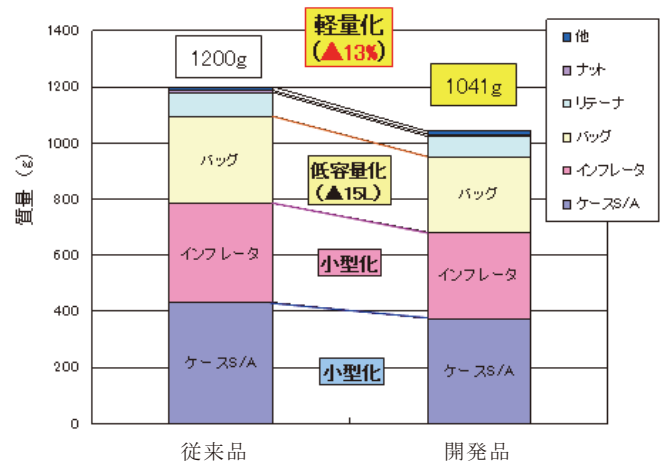 軽量化
(▲13%)
1200g
1041g
他
ナット
リテーナ
バッグ
インフレータ
ケースS/A
1400
1200
1000
800
600
400
200
0
質量 (g)
バッグ
インフレータ
ケースS/A
低容量化
(▲15L)
小型化
小型化
バッグ
インフレータ
ケースS/A
従来品
開発品